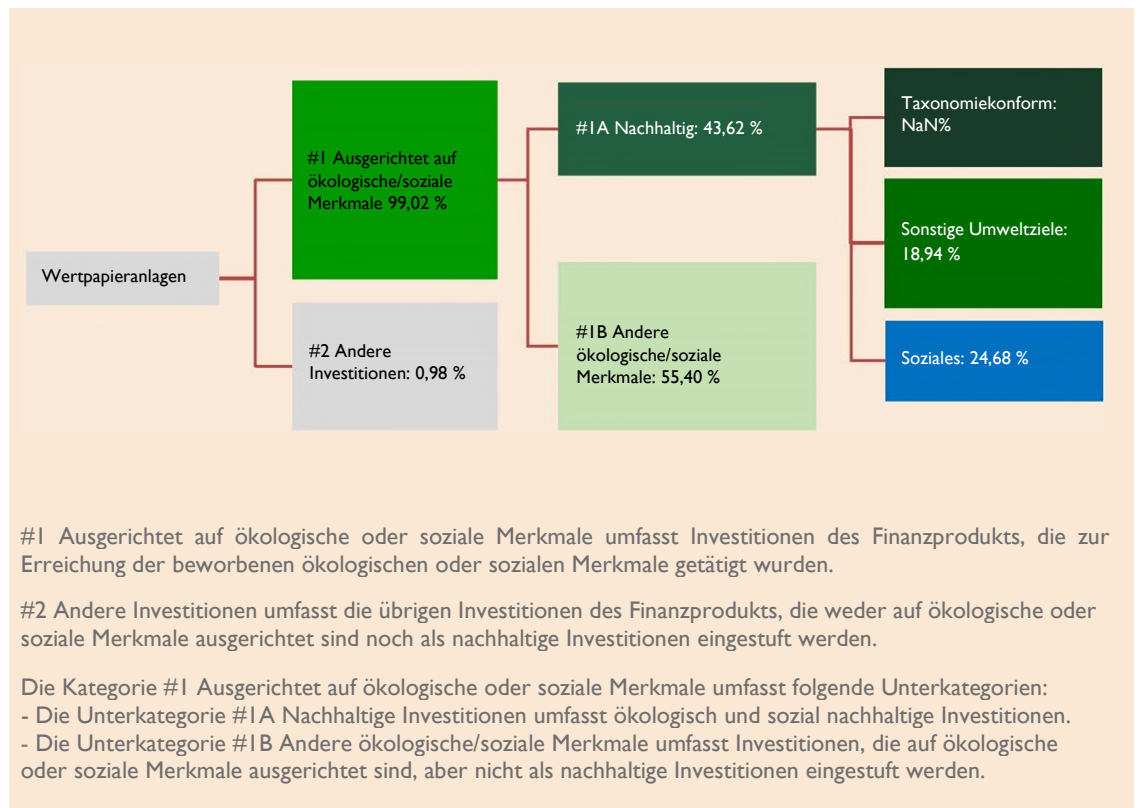 Wertpapieranlagen
#1 Ausgerichtet auf
ökologische/soziale
Merkmale 99,02 %
#2 Andere
Investitionen: 0,98 %
#1A Nachhaltig: 43,62 %
#1B Andere
ökologische/soziale
Merkmale: 55,40 %
Taxonomiekonform:
NaN%
Sonstige Umweltziele:
18,94 %
Soziales: 24,68 %
#1 Ausgerichtet auf ökologische oder soziale Merkmale umfasst Investitionen des Finanzprodukts, die zur
Erreichung der beworbenen ökologischen oder sozialen Merkmale getätigt wurden.
#2 Andere Investitionen umfasst die übrigen Investitionen des Finanzprodukts, die weder auf ökologische oder
soziale Merkmale ausgerichtet sind noch als nachhaltige Investitionen eingestuft werden.
Die Kategorie #1 Ausgerichtet auf ökologische oder soziale Merkmale umfasst folgende Unterkategorien:
- Die Unterkategorie #1A Nachhaltige Investitionen umfasst ökologisch und sozial nachhaltige Investitionen.
- Die Unterkategorie #1B Andere ökologische/soziale Merkmale umfasst Investitionen, die auf ökologische
oder soziale Merkmale ausgerichtet sind, aber nicht als nachhaltige Investitionen eingestuft werden.